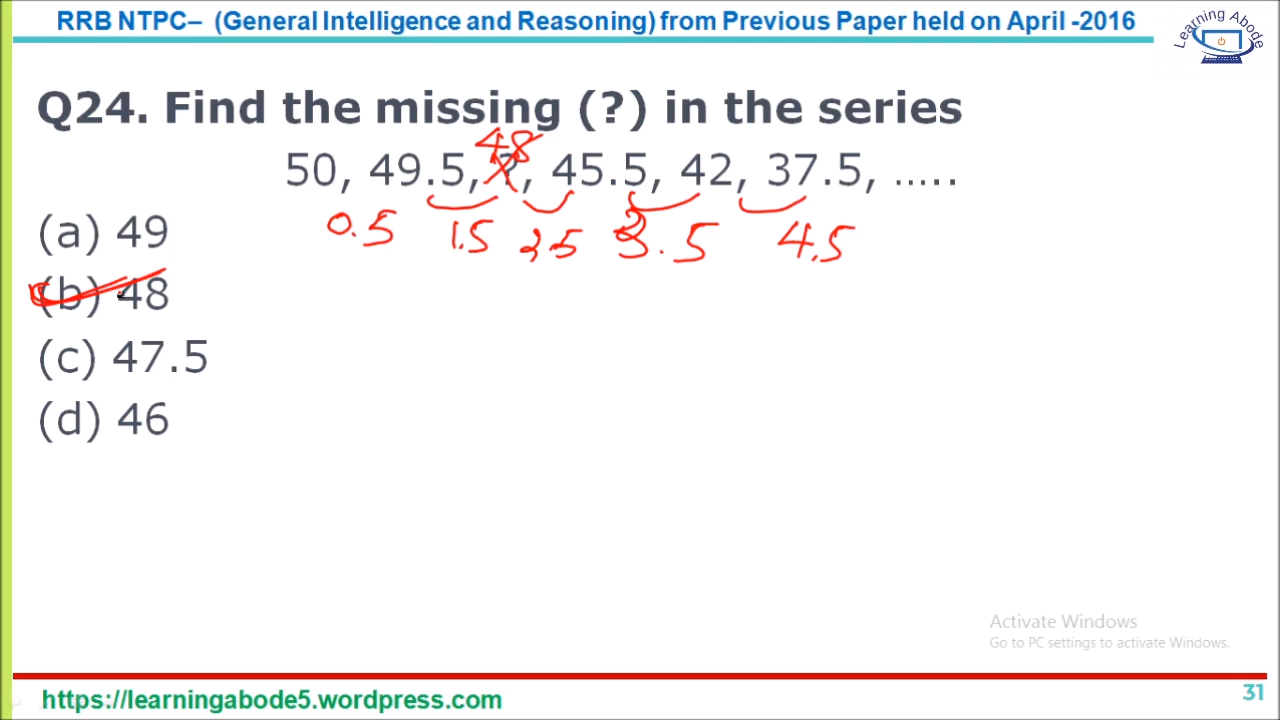 RRB NTPC– (General Intelligence and Reasoning) from Previous Paper held on April -2016
Learning Abode
Q24. Find the missing (?) in the series
48
50, 49.5, ?, 45.5, 42, 37.5, …..
0.5 1.5 2.5 3.5 4.5
(a) 49
(b) 48
(c) 47.5
(d) 46
Activate Windows
Go to PC settings to activate Windows.
https://learningabode5.wordpress.com
31